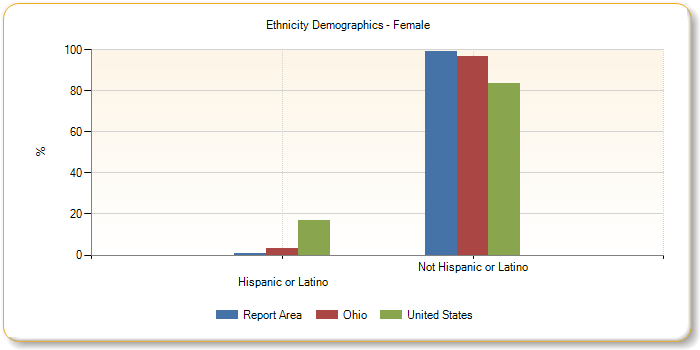 Ethnicity Demographics - Female
%
100
80
60
40
20
0
Hispanic or Latino
Not Hispanic or Latino
Report Area
Ohio
United States